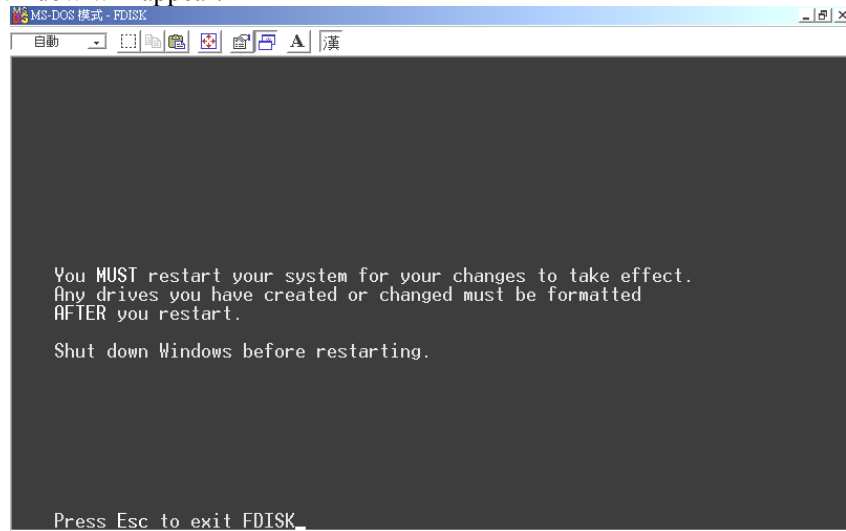 MS-DOS 模式 - FDISK
自動
A 漢
You MUST restart your system for your changes to take effect.
Any drives you have created or changed must be formatted
AFTER you restart.
Shut down Windows before restarting.
Press Esc to exit FDISK_